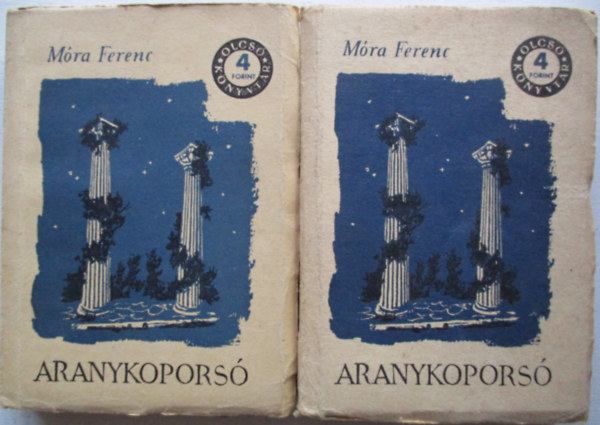 Móra Ferenc
OLCSÓ
4
FORINT
KÖNYVTÁR
ARANYKOPORSÓ
Móra Ferenc
OLCSÓ
4
FORINT
KÖNYVTÁR
ARANYKOPORSÓ